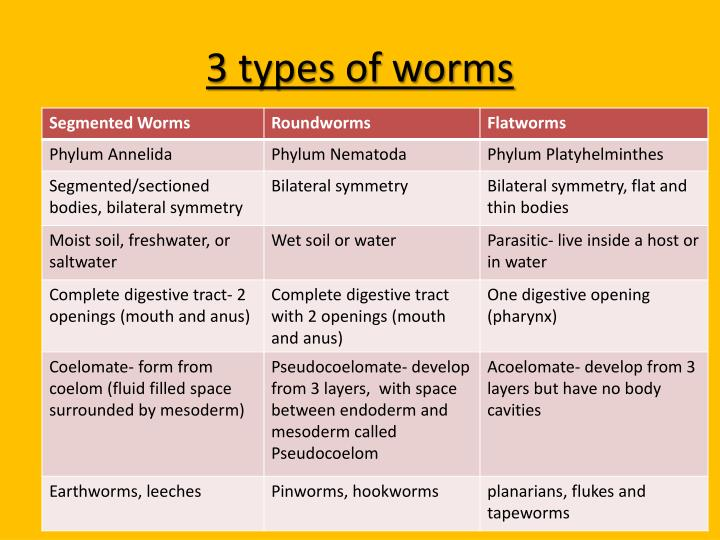 3 types of worms
Segmented Worms
Roundworms
Flatworms
Phylum Annelida
Phylum Nematoda
Phylum Platyhelminthes
Segmented/sectioned
bodies, bilateral symmetry
Bilateral symmetry
Bilateral symmetry, flat and
thin bodies
Moist soil, freshwater, or
saltwater
Wet soil or water
Parasitic- live inside a host or
in water
Complete digestive tract- 2
openings (mouth and anus)
Complete digestive tract
with 2 openings (mouth
and anus)
One digestive opening
(pharynx)
Coelomate- form from
coelom (fluid filled space
surrounded by mesoderm)
Pseudocoelomate- develop
from 3 layers,  with space
between endoderm and
mesoderm called
Pseudocoelom
Acoelomate- develop from 3
layers but have no body
cavities
Earthworms, leeches
Pinworms, hookworms
planarians, flukes and
tapeworms